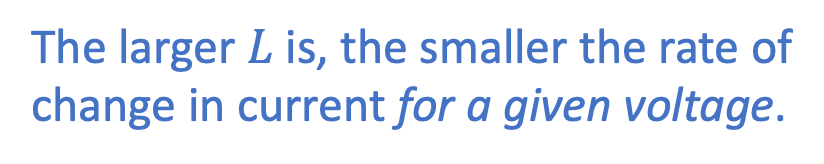 The larger L is, the smaller the rate of
change in current for a given voltage.